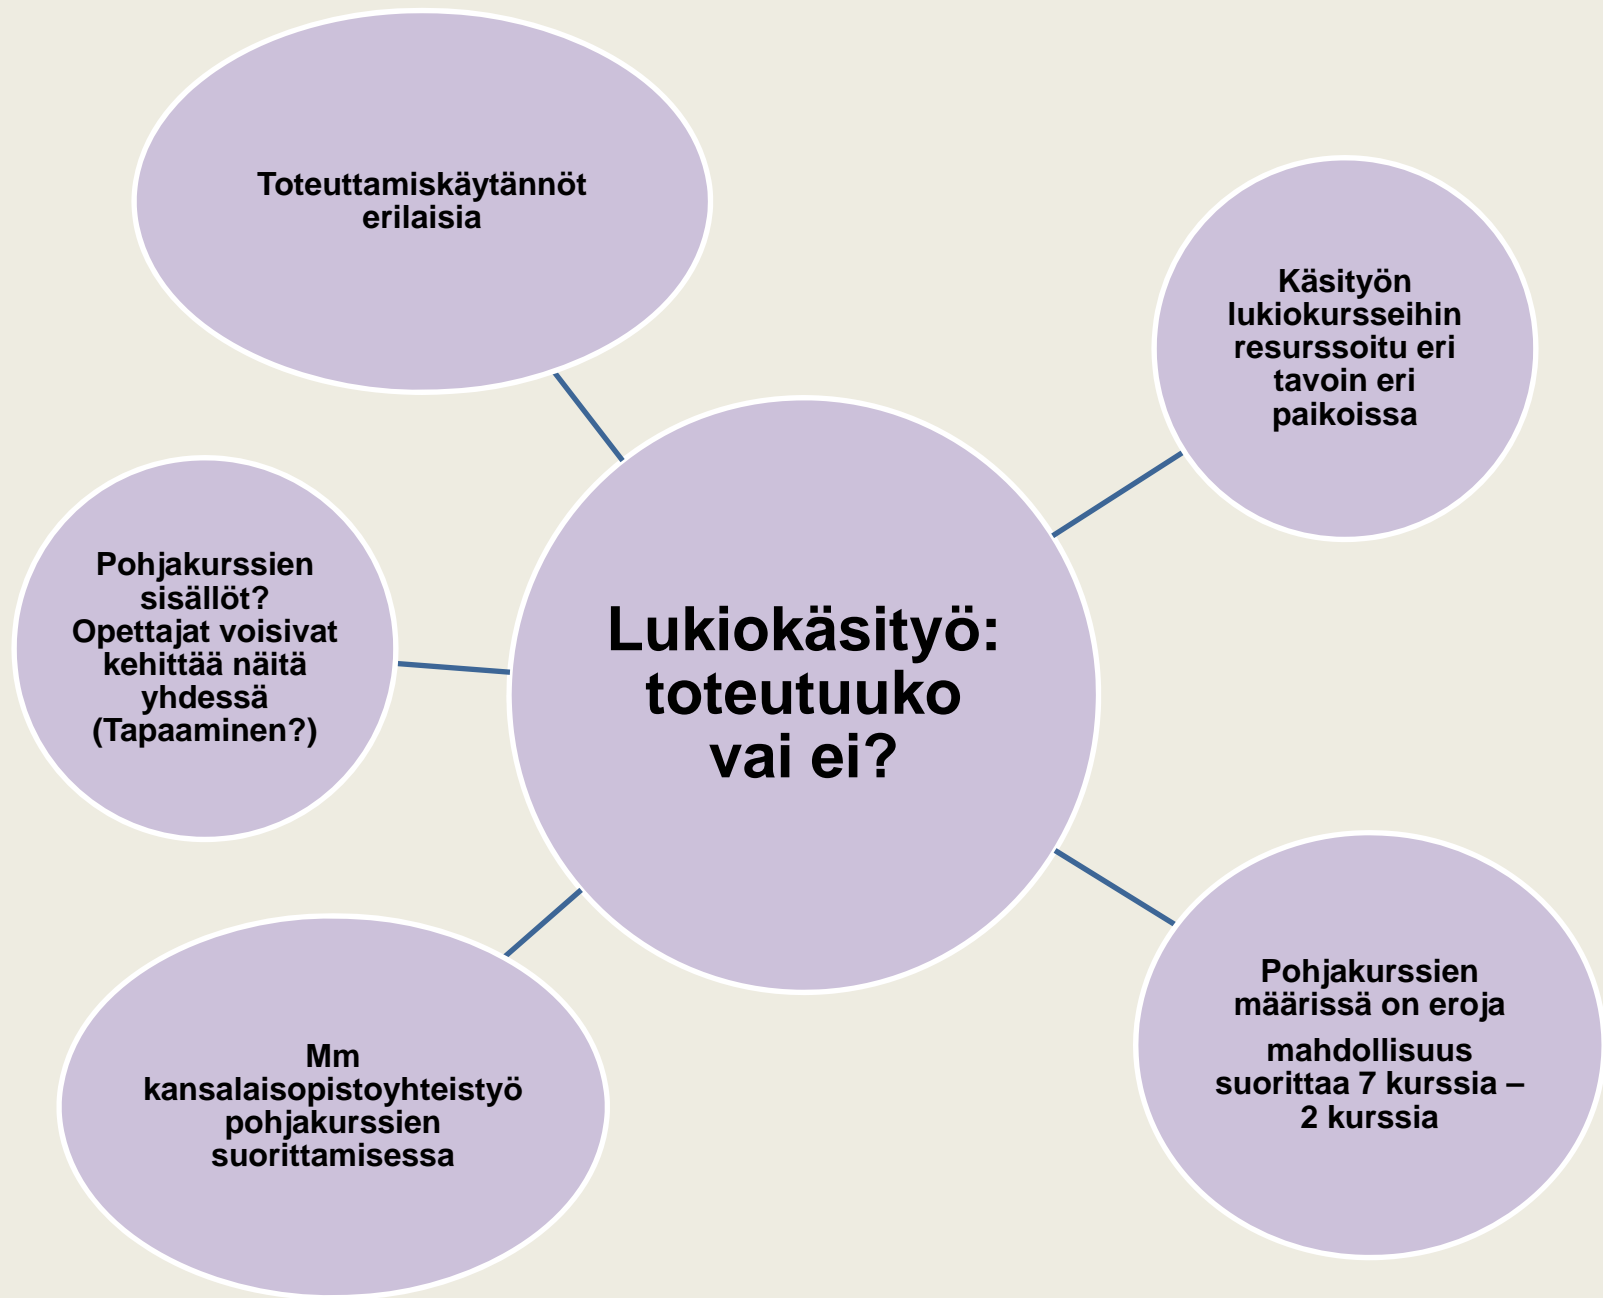 Toteuttamiskäytännöt
erilaisia
Käsityön
lukiokursseihin
resurssoitu eri
tavoin eri
paikoissa
Pohjakurssien
sisällöt?
Opettajat voisivat
kehittää näitä
yhdessä
(Tapaaminen?)
Lukiokäsityö:
toteutuuko
vai ei?
Mm
kansalaisopistoyhteistyö
pohjakurssien
suorittamisessa
Pohjakurssien
määrissä on eroja
mahdollisuus
suorittaa 7 kurssia –
2 kurssia